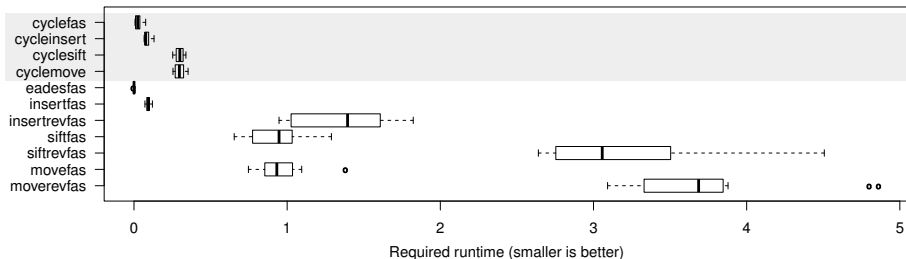 cyclefas
cycleinsert
cyclesift
cyclemove
eadesfas
insertfas
insertrevfas
siftfas
siftrevfas
movefas
moverevfas
0 1 2 3 4 5
Required runtime (smaller is better)